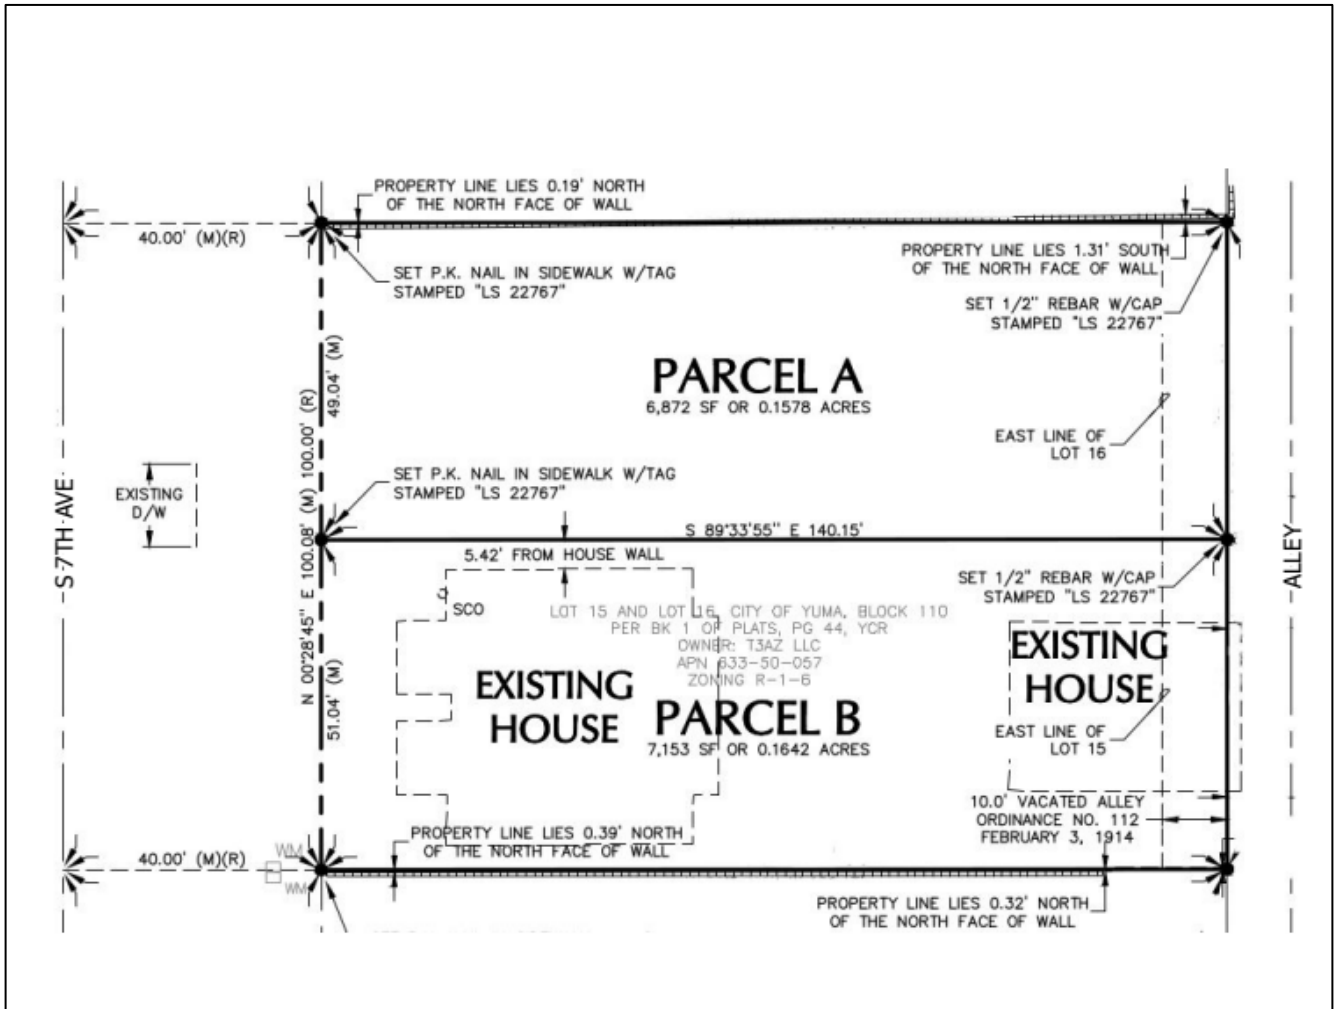 PROPERTY LINE LIES 0.19' NORTH
OF THE NORTH FACE OF WALL
40.00' (M)(R)
PROPERTY LINE LIES 1.31' SOUTH
OF THE NORTH FACE OF WALL
SET P.K. NAIL IN SIDEWALK W/TAG
STAMPED "LS 22767"
SET 1/2" REBAR W/CAP
STAMPED "LS 22767"
49.04' (M)
PARCEL A
6,872 SF OR 0.1578 ACRES
N 00°28'45" E 100.08' (M) 100.00' (R)
EAST LINE OF
LOT 16
SET P.K. NAIL IN SIDEWALK W/TAG
STAMPED "LS 22767"
EXISTING
D/W
S 7TH AVE
ALLEY
S 89°33'55" E 140.15'
5.42' FROM HOUSE WALL
SET 1/2" REBAR W/CAP
STAMPED "LS 22767"
SCO
LOT 15 AND LOT 16, CITY OF YUMA, BLOCK 110
PER BK 1 OF PLATS, PG 44, YCR
OWNER: T3AZ LLC
APN 633-50-057
ZONING R-1-6
EXISTING
HOUSE
EXISTING
HOUSE
51.04' (M)
PARCEL B
7,153 SF OR 0.1642 ACRES
EAST LINE OF
LOT 15
10.0' VACATED ALLEY
ORDINANCE NO. 112
FEBRUARY 3, 1914
PROPERTY LINE LIES 0.39' NORTH
OF THE NORTH FACE OF WALL
40.00' (M)(R)
WM
WM
PROPERTY LINE LIES 0.32' NORTH
OF THE NORTH FACE OF WALL